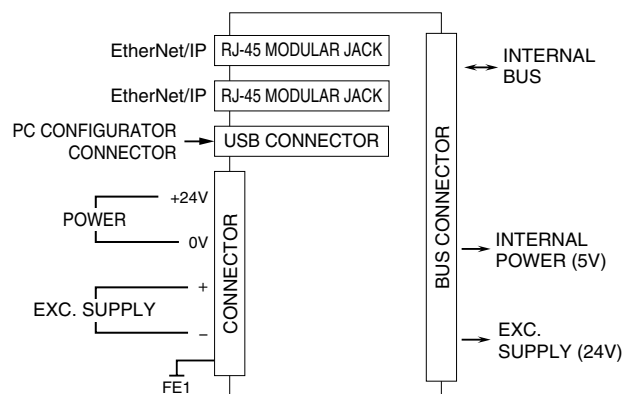 EtherNet/IP RJ-45 MODULAR JACK
EtherNet/IP RJ-45 MODULAR JACK
PC CONFIGURATOR
CONNECTOR
USB CONNECTOR
+24V
POWER
0V
+
EXC. SUPPLY
−
FE1
CONNECTOR
BUS CONNECTOR
INTERNAL
BUS
INTERNAL
POWER (5V)
EXC.
SUPPLY (24V)